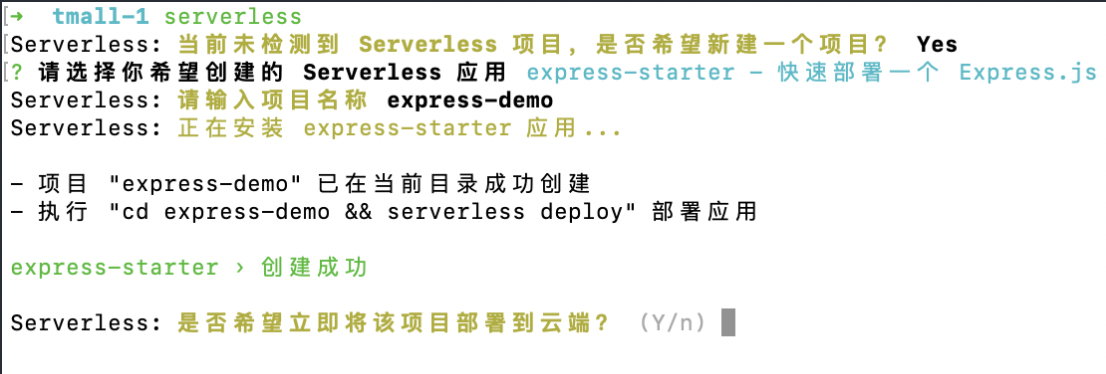 → tmall-1 serverless
Serverless: 当前未检测到 Serverless 项目，是否希望新建一个项目？ Yes
? 请选择你希望创建的 Serverless 应用 express-starter - 快速部署一个 Express.js
Serverless: 请输入项目名称 express-demo
Serverless: 正在安装 express-starter 应用...
- 项目 "express-demo" 已在当前目录成功创建
- 执行 "cd express-demo && serverless deploy" 部署应用
express-starter › 创建成功
Serverless: 是否希望立即将该项目部署到云端？ (Y/n)